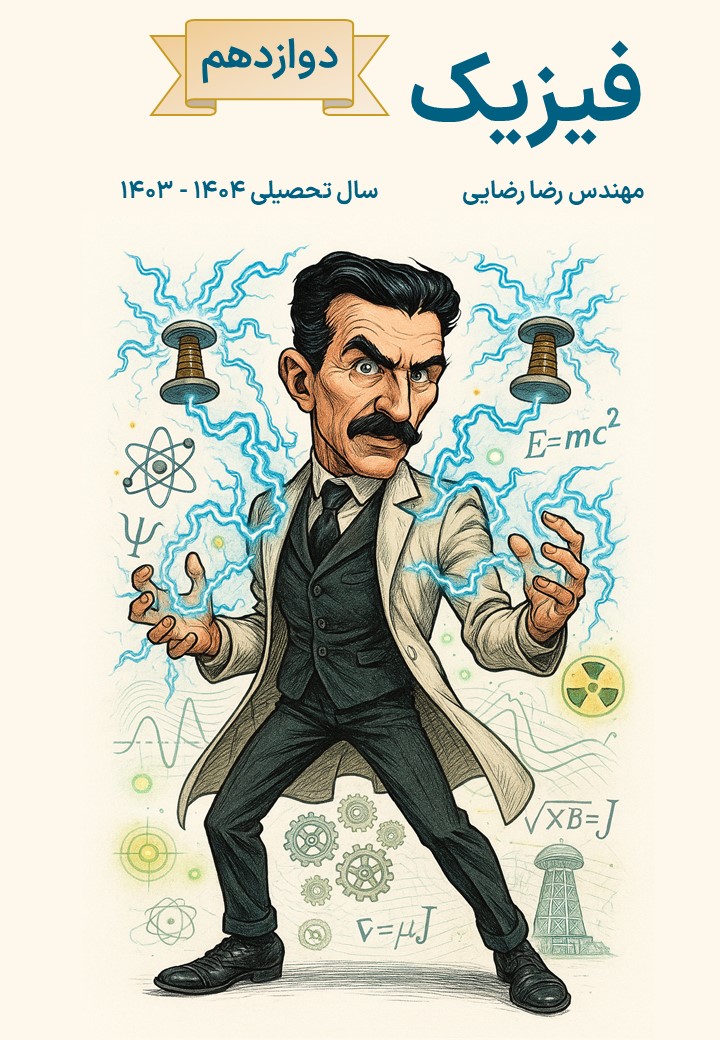 فیزیک
دوازدهم
مهندس رضا رضایی
سال تحصیلی ۱۴۰۴ - ۱۴۰۳
E=mc²
Ψ
√XB=J
∇=μJ